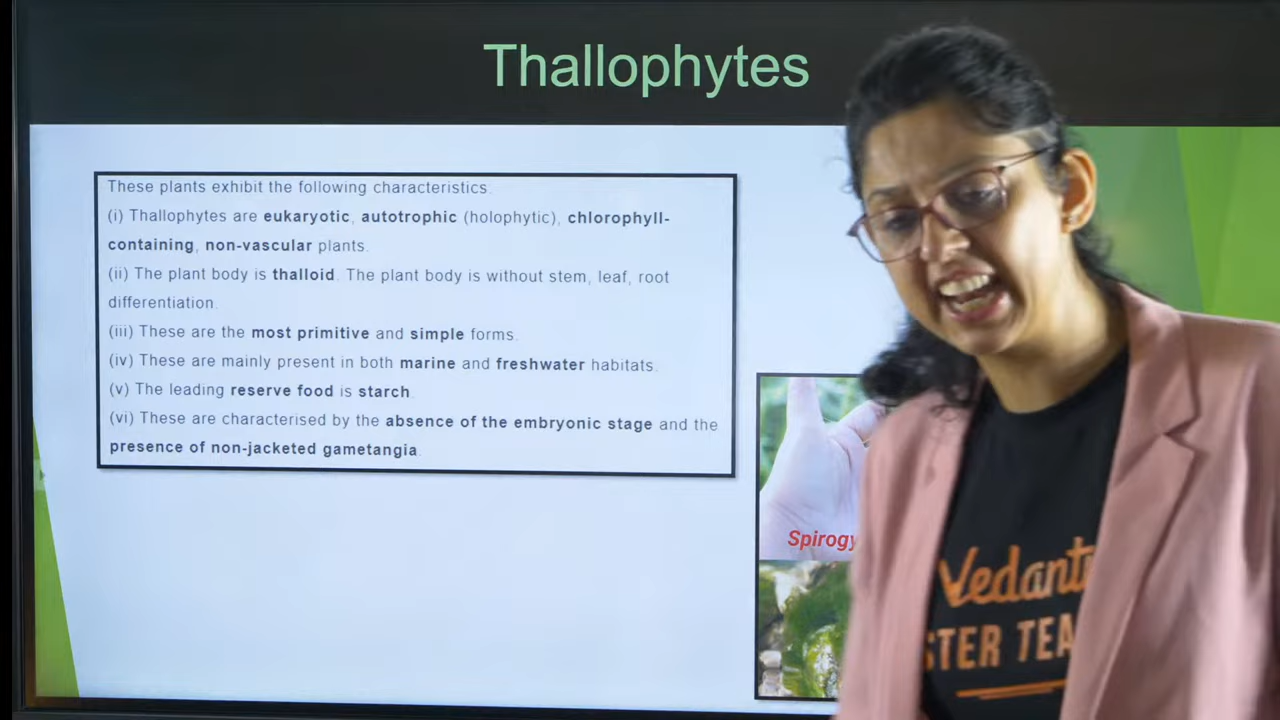 Thallophytes
These plants exhibit the following characteristics.
(i) Thallophytes are eukaryotic, autotrophic (holophytic), chlorophyll-
containing, non-vascular plants.
(ii) The plant body is thalloid. The plant body is without stem, leaf, root
differentiation.
(iii) These are the most primitive and simple forms.
(iv) These are mainly present in both marine and freshwater habitats.
(v) The leading reserve food is starch.
(vi) These are characterised by the absence of the embryonic stage and the
presence of non-jacketed gametangia.
Spirogy
Vedant
STER TEA